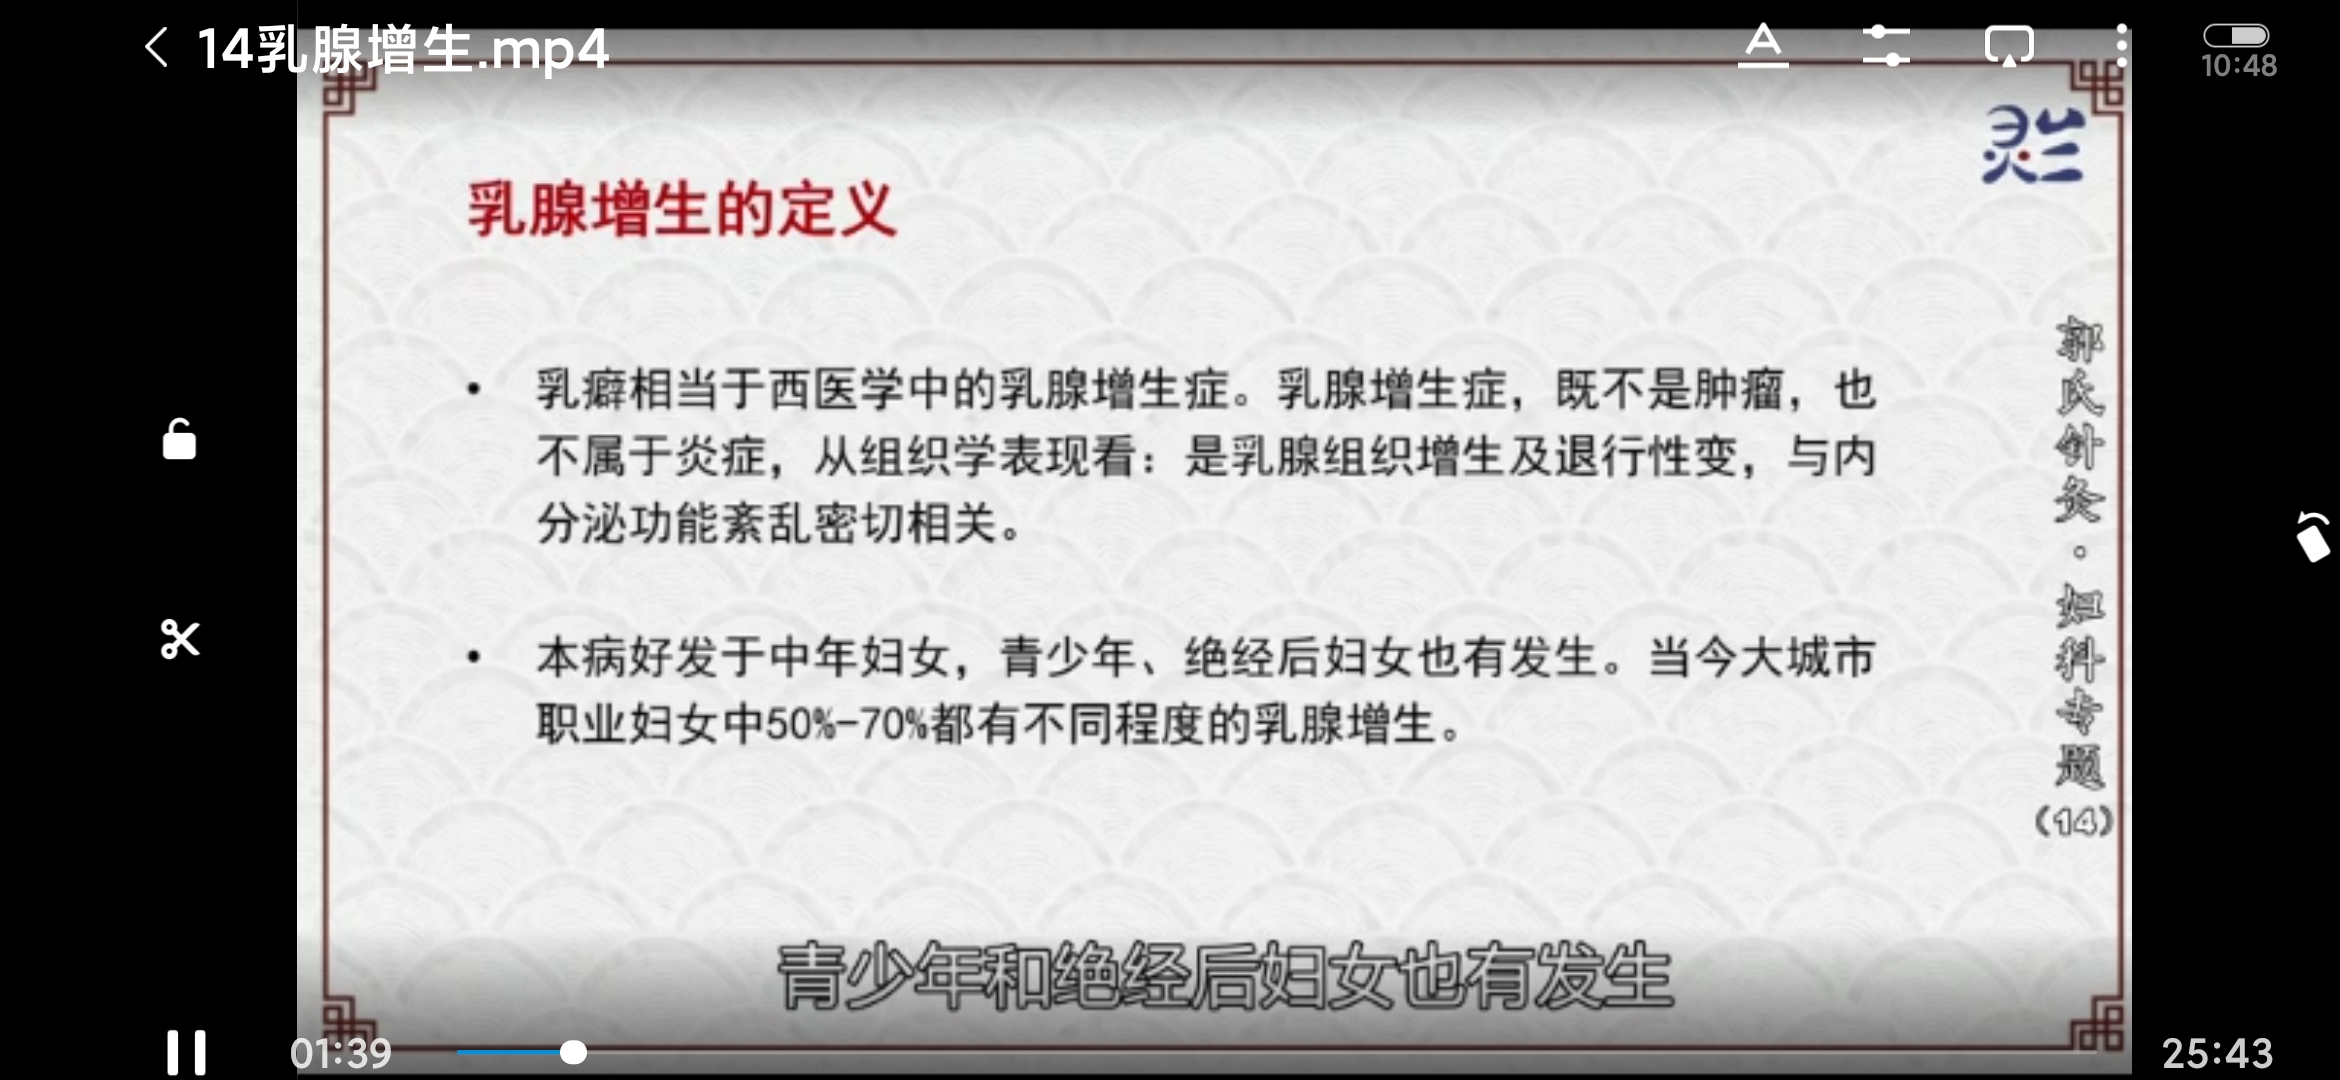 14乳腺增生.mp4
10:48
乳腺增生的定义
• 乳癖相当于西医学中的乳腺增生症。乳腺增生症，既不是肿瘤，也
不属于炎症，从组织学表现看：是乳腺组织增生及退行性变，与内
分泌功能紊乱密切相关。
• 本病好发于中年妇女，青少年、绝经后妇女也有发生。当今大城市
职业妇女中50%-70%都有不同程度的乳腺增生。
郭氏针灸·妇科专题(14)
青少年和绝经后妇女也有发生
01:39
25:43